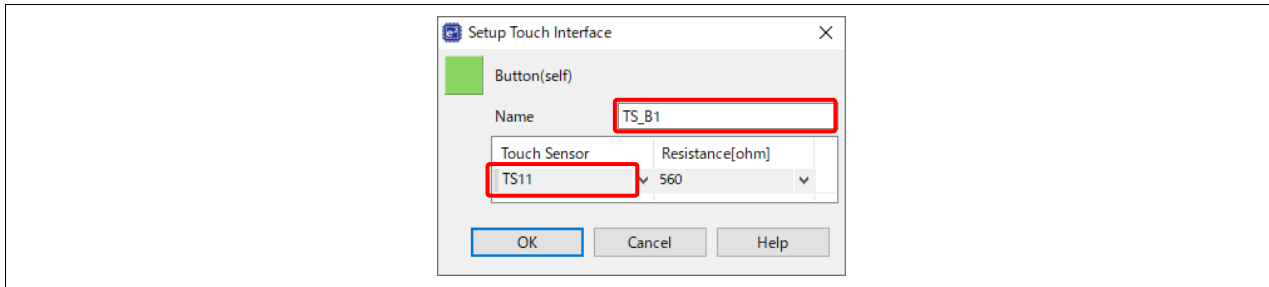 Setup Touch Interface
Button(self)
Name TS_B1
Touch Sensor Resistance[ohm]
TS11 560
OK Cancel Help